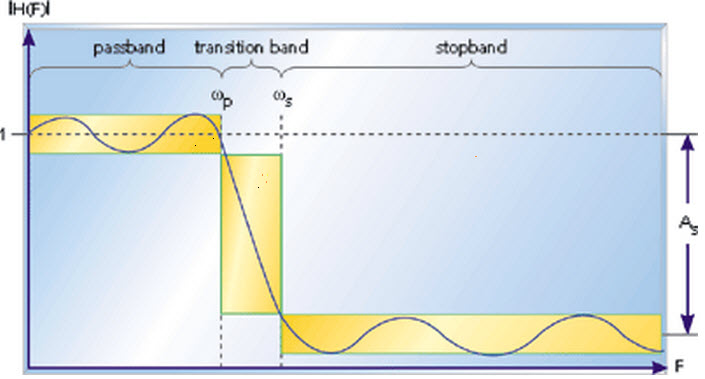 |H(F)|
passband transition band stopband
ωp ωs
1
As
F